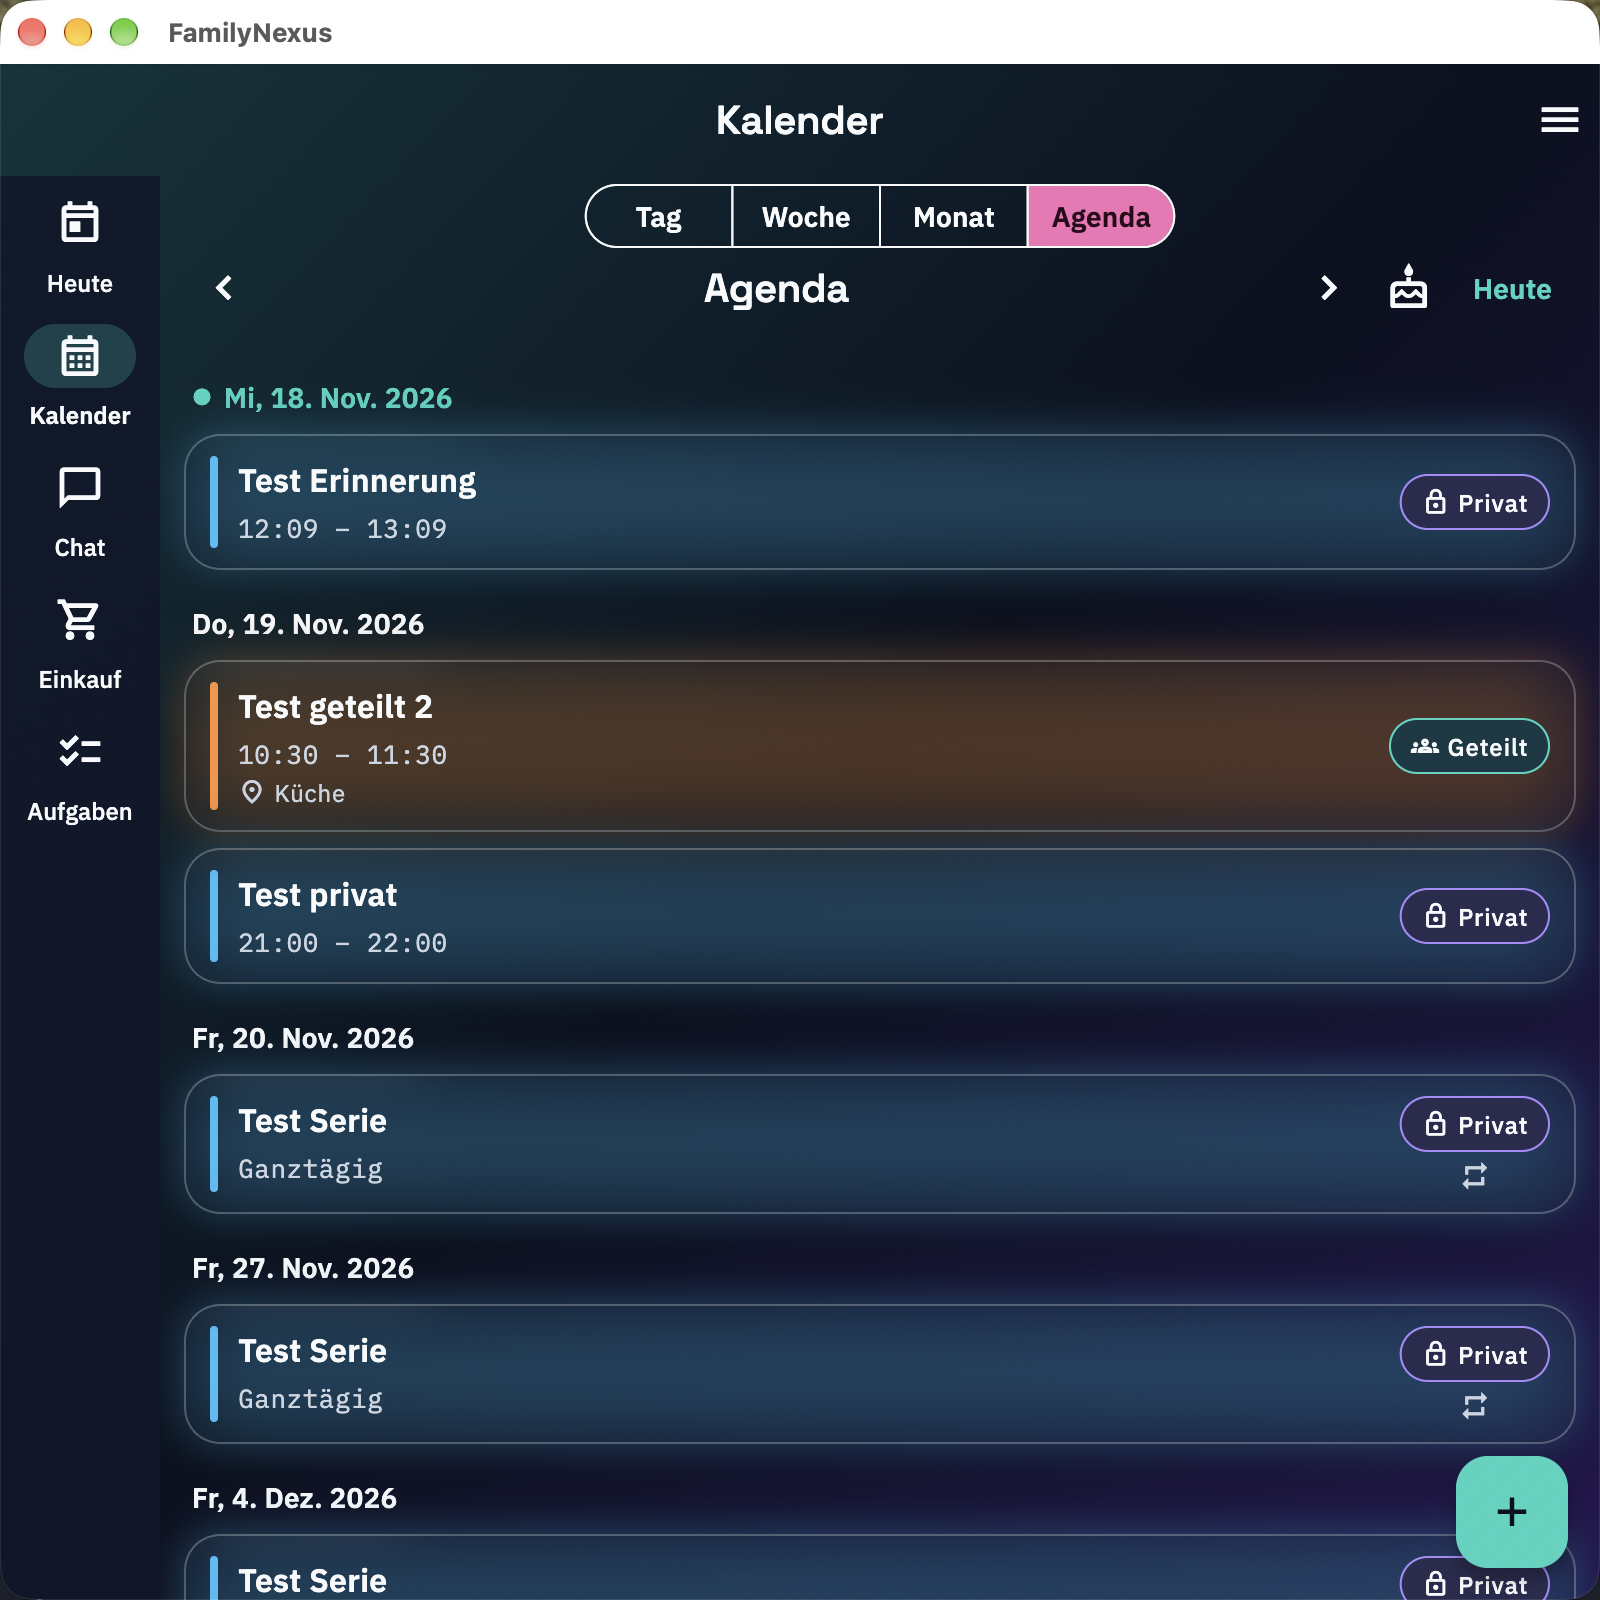 FamilyNexus
Kalender
Tag Woche Monat Agenda
Agenda
Heute
Heute
Kalender
Chat
Einkauf
Aufgaben
Mi, 18. Nov. 2026
Test Erinnerung
12:09 – 13:09
Privat
Do, 19. Nov. 2026
Test geteilt 2
10:30 – 11:30
Küche
Geteilt
Test privat
21:00 – 22:00
Privat
Fr, 20. Nov. 2026
Test Serie
Ganztägig
Privat
Fr, 27. Nov. 2026
Test Serie
Ganztägig
Privat
Fr, 4. Dez. 2026
Test Serie
Privat